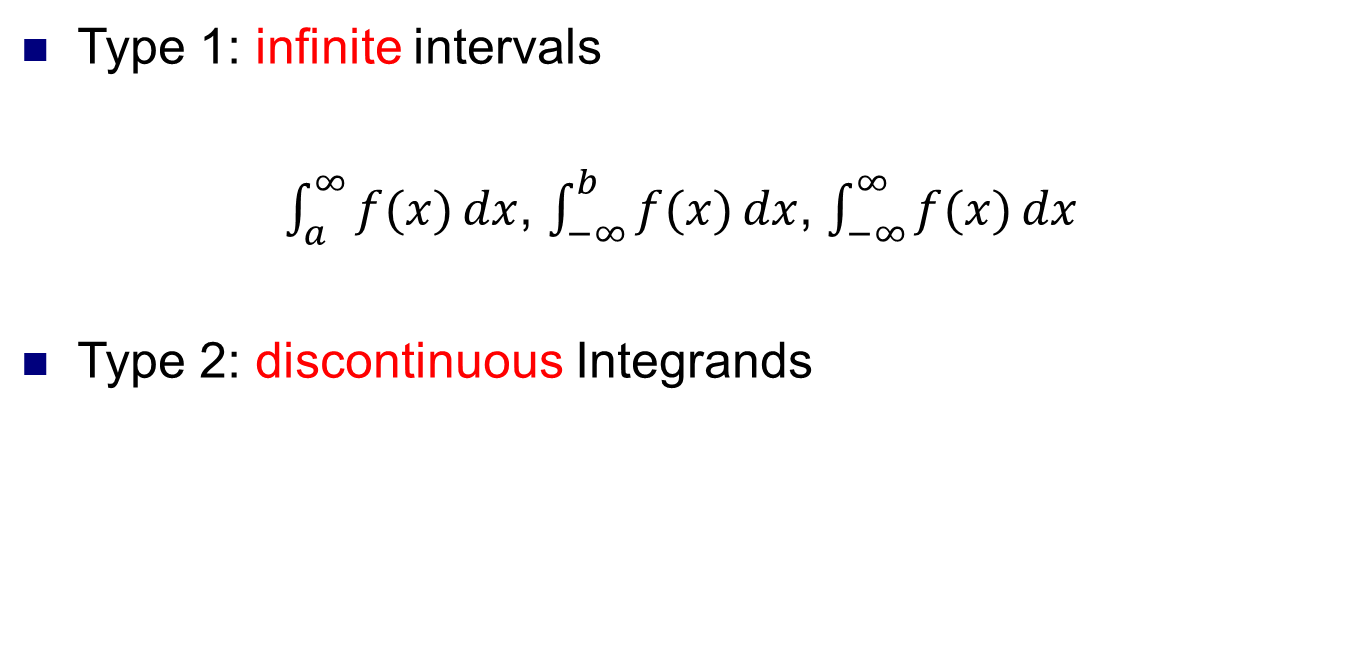 ■ Type 1: infinite intervals
∫_a^∞ f(x) dx, ∫_{−∞}^b f(x) dx, ∫_{−∞}^∞ f(x) dx
■ Type 2: discontinuous Integrands